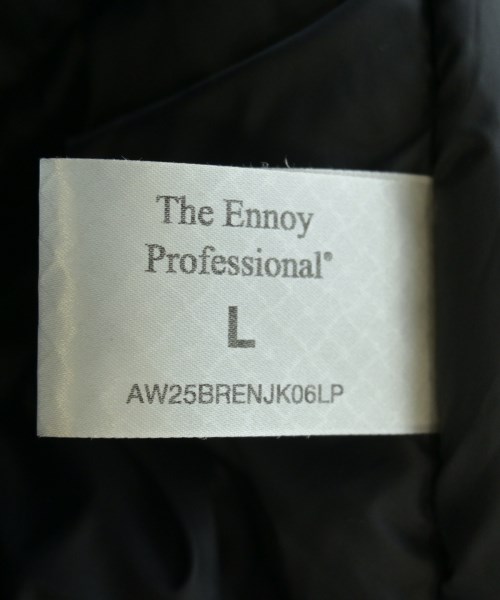 The Ennoy
Professional®
L
AW25BRENJK06LP